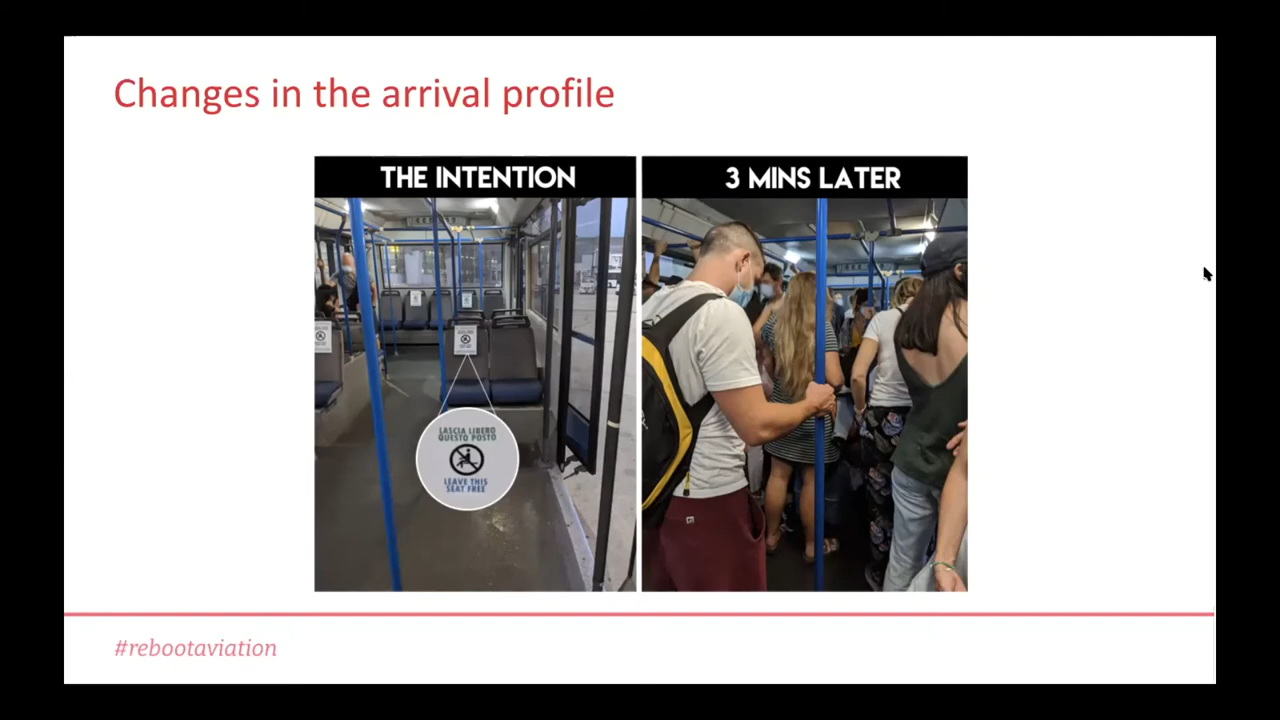 Changes in the arrival profile
THE INTENTION
3 MINS LATER
LASCIA LIBERO
QUESTO POSTO
LEAVE THIS
SEAT FREE
#rebootaviation